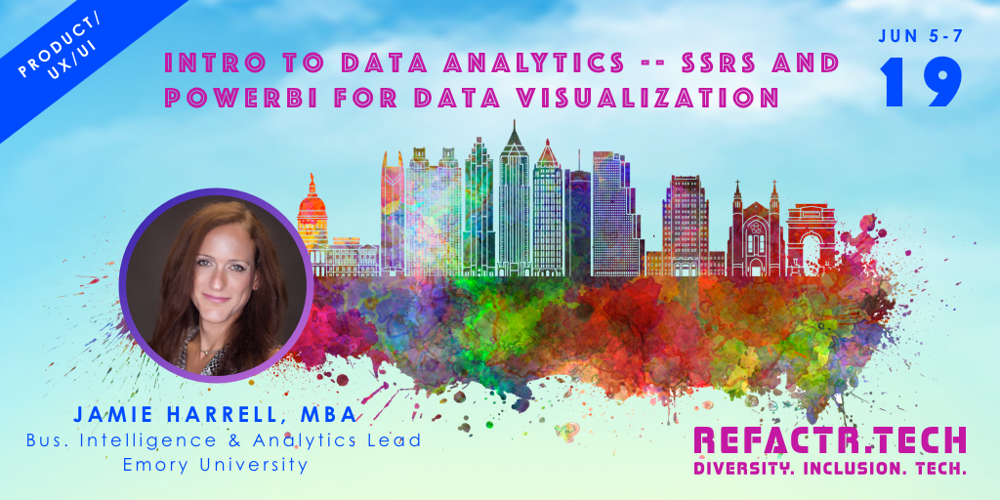 PRODUCT/
UX/UI
INTRO TO DATA ANALYTICS -- SSRS AND
POWERBI FOR DATA VISUALIZATION
JUN 5-7
19
JAMIE HARRELL, MBA
Bus. Intelligence & Analytics Lead
Emory University
REFACTR.TECH
DIVERSITY. INCLUSION. TECH.